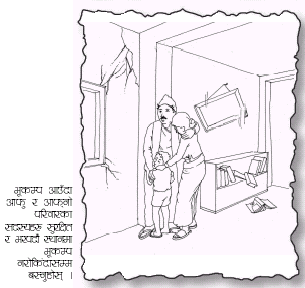 भूकम्प आउँदा
आफु र आफ्नो
परिवारका
सदस्यहरू सुरक्षित
र भरपर्दो स्थानमा
भूकम्प
नरोकिदासम्म
बस्नुहोस् ।